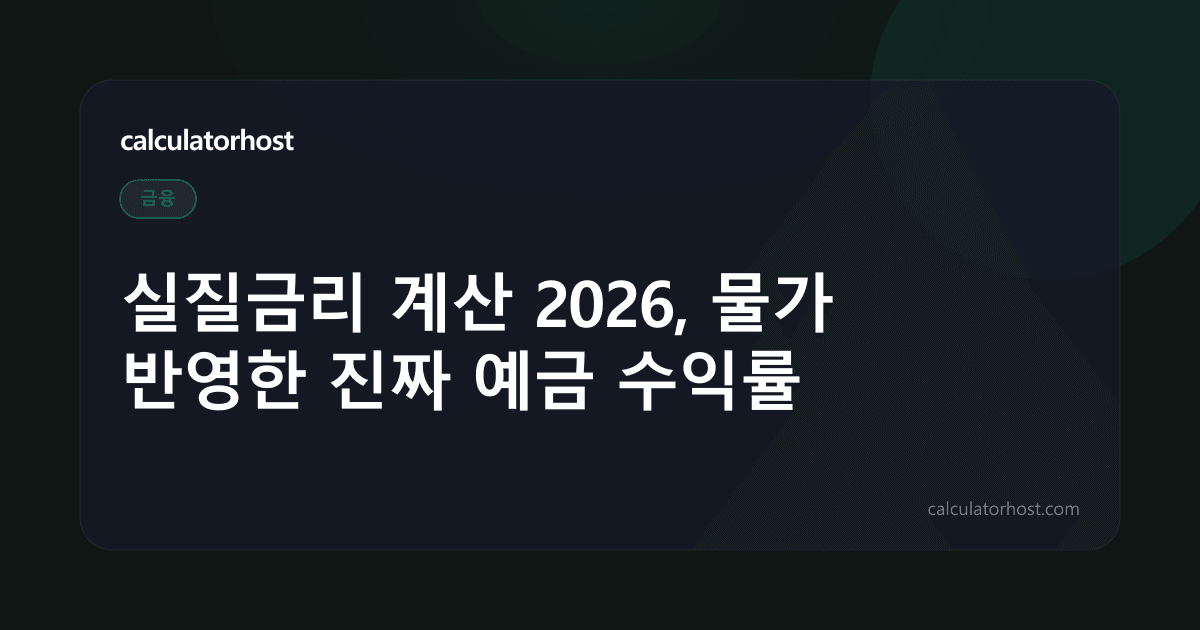 calculatorhost
금융
실질금리 계산 2026, 물가
반영한 진짜 예금 수익률
calculatorhost.com